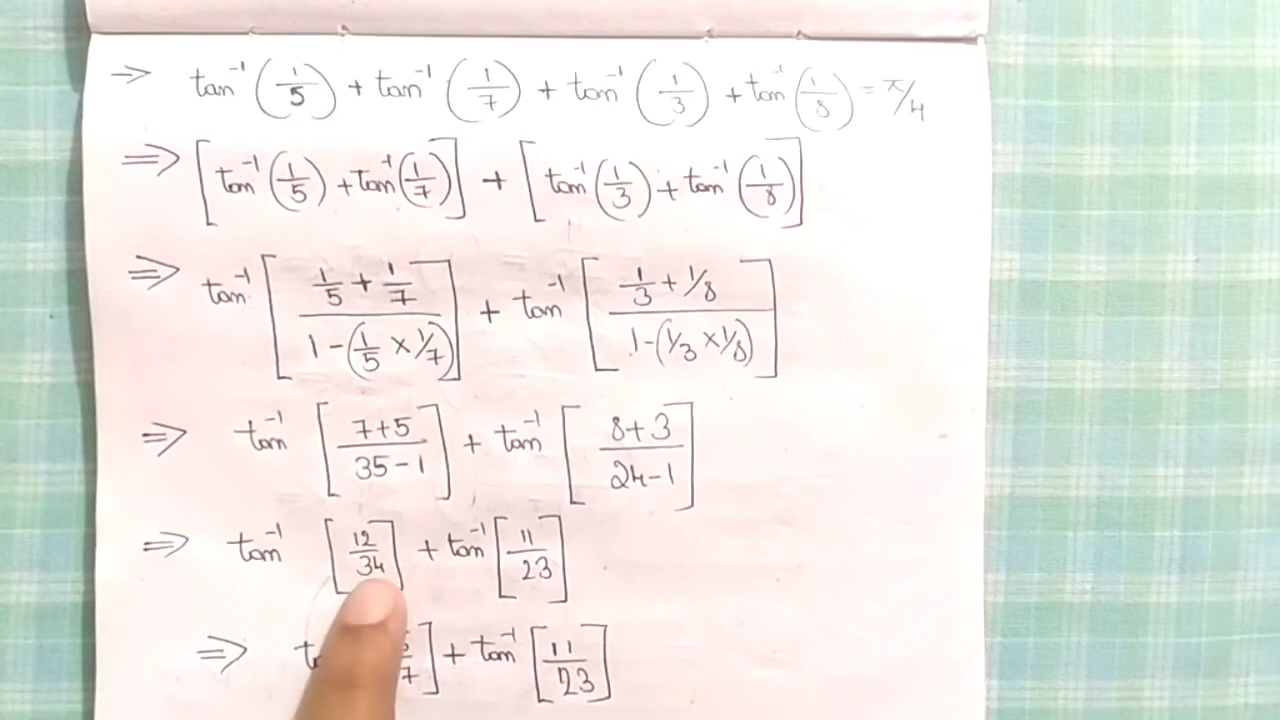 → tan⁻¹(1/5) + tan⁻¹(1/7) + tan⁻¹(1/3) + tan⁻¹(1/8) = π/4
⇒ [tan⁻¹(1/5) + tan⁻¹(1/7)] + [tan⁻¹(1/3) + tan⁻¹(1/8)]
⇒ tan⁻¹[(1/5 + 1/7)/(1-(1/5 × 1/7))] + tan⁻¹[(1/3 + 1/8)/(1-(1/3 × 1/8))]
⇒ tan⁻¹[(7+5)/(35-1)] + tan⁻¹[(8+3)/(24-1)]
⇒ tan⁻¹[12/34] + tan⁻¹[11/23]
⇒ ] + tan⁻¹[11/23]